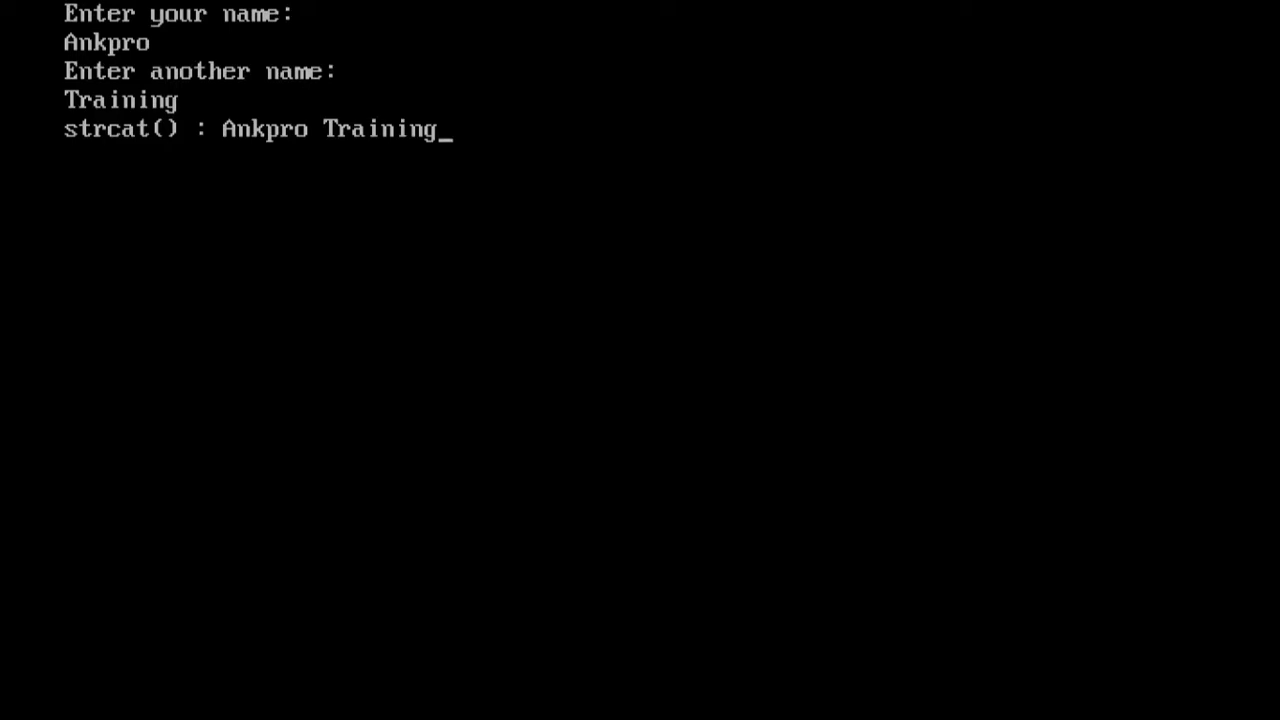 Enter your name:
Ankpro
Enter another name:
Training
strcat() : Ankpro Training_